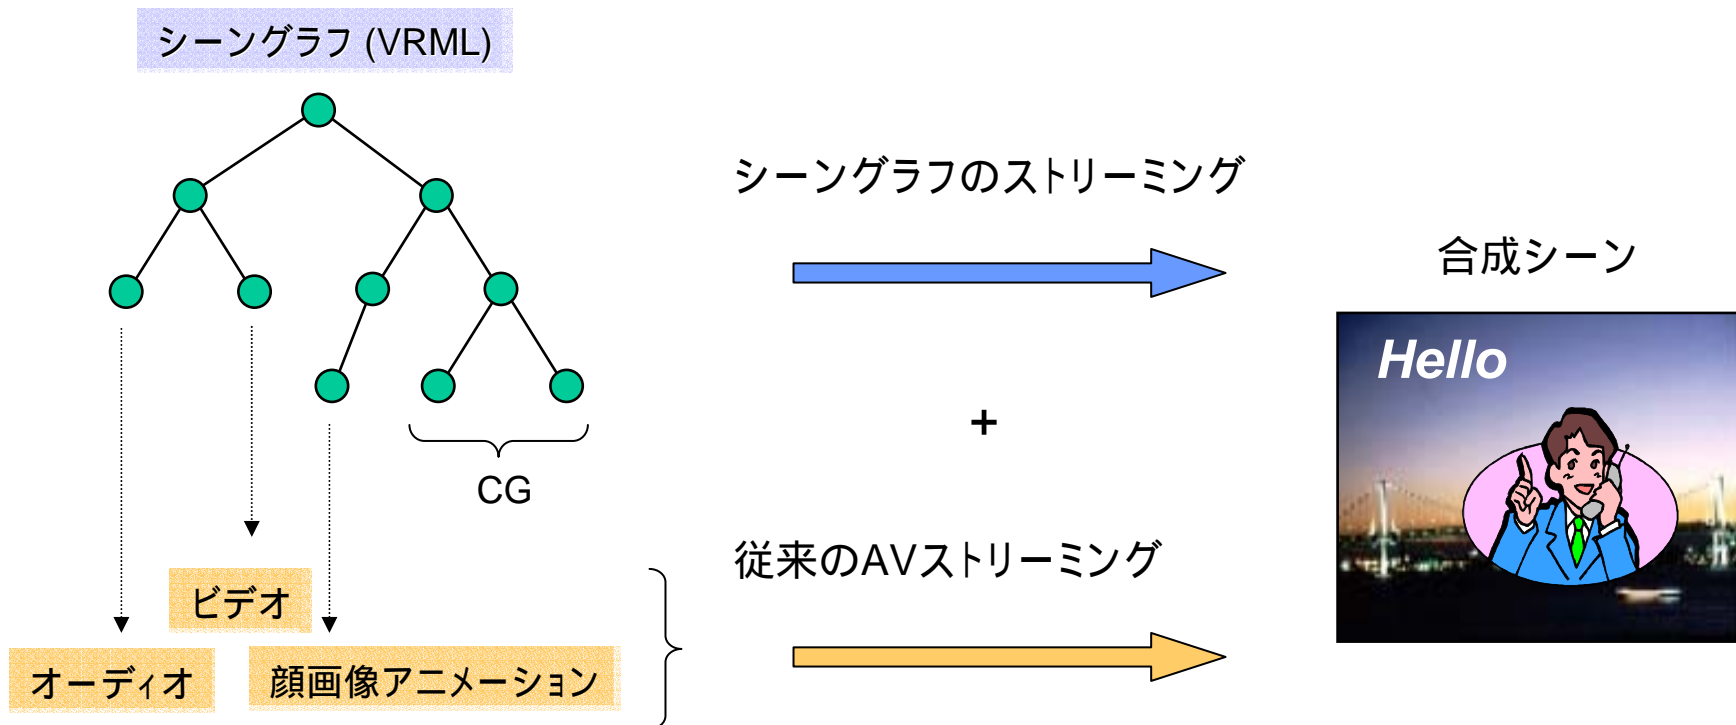 シーングラフ (VRML)
シーングラフのストリーミング
合成シーン
Hello
+
CG
従来のAVストリーミング
ビデオ
オーディオ
顔画像アニメーション